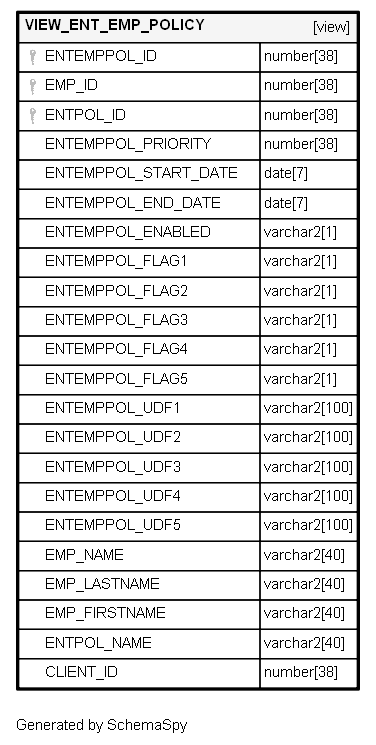 VIEW_ENT_EMP_POLICY [view]
ENTEMPPOL_ID number[38]
EMP_ID number[38]
ENTPOL_ID number[38]
ENTEMPPOL_PRIORITY number[38]
ENTEMPPOL_START_DATE date[7]
ENTEMPPOL_END_DATE date[7]
ENTEMPPOL_ENABLED varchar2[1]
ENTEMPPOL_FLAG1 varchar2[1]
ENTEMPPOL_FLAG2 varchar2[1]
ENTEMPPOL_FLAG3 varchar2[1]
ENTEMPPOL_FLAG4 varchar2[1]
ENTEMPPOL_FLAG5 varchar2[1]
ENTEMPPOL_UDF1 varchar2[100]
ENTEMPPOL_UDF2 varchar2[100]
ENTEMPPOL_UDF3 varchar2[100]
ENTEMPPOL_UDF4 varchar2[100]
ENTEMPPOL_UDF5 varchar2[100]
EMP_NAME varchar2[40]
EMP_LASTNAME varchar2[40]
EMP_FIRSTNAME varchar2[40]
ENTPOL_NAME varchar2[40]
CLIENT_ID number[38]
Generated by SchemaSpy